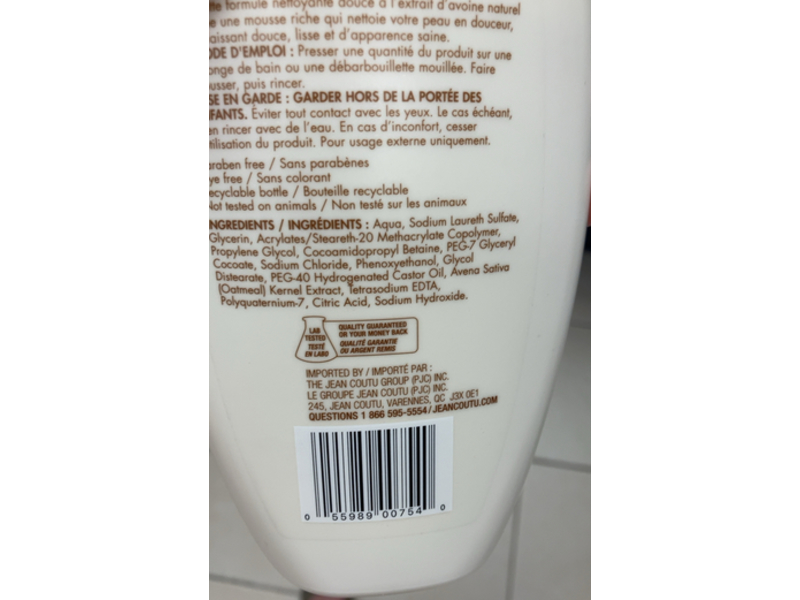 formule nettoyante douce à l'extrait d'avoine naturel
une mousse riche qui nettoie votre peau en douceur,
aissant douce, lisse et d'apparence saine.
ODE D'EMPLOI : Presser une quantité du produit sur une
onge de bain ou une débarbouillette mouillée. Faire
usser, puis rincer.
SE EN GARDE : GARDER HORS DE LA PORTÉE DES
FANTS. Éviter tout contact avec les yeux. Le cas échéant,
en rincer avec de l'eau. En cas d'inconfort, cesser
tilisation du produit. Pour usage externe uniquement.
araben free / Sans parabènes
ye free / Sans colorant
ecyclable bottle / Bouteille recyclable
Not tested on animals / Non testé sur les animaux
NGREDIENTS / INGRÉDIENTS : Aqua, Sodium Laureth Sulfate,
Glycerin, Acrylates/Steareth-20 Methacrylate Copolymer,
Propylene Glycol, Cocoamidopropyl Betaine, PEG-7 Glyceryl
Cocoate, Sodium Chloride, Phenoxyethanol, Glycol
Distearate, PEG-40 Hydrogenated Castor Oil, Avena Sativa
(Oatmeal) Kernel Extract, Tetrasodium EDTA,
Polyquaternium-7, Citric Acid, Sodium Hydroxide.
LAB
TESTED
TESTÉ
EN LABO
QUALITY GUARANTEED
OR YOUR MONEY BACK
QUALITÉ GARANTIE
OU ARGENT REMIS
IMPORTED BY / IMPORTÉ PAR :
THE JEAN COUTU GROUP (PJC) INC.
LE GROUPE JEAN COUTU (PJC) INC.
245, JEAN COUTU, VARENNES, QC J3X 0E1
QUESTIONS 1 866 595-5554/JEANCOUTU.COM
0 55989 00754 0